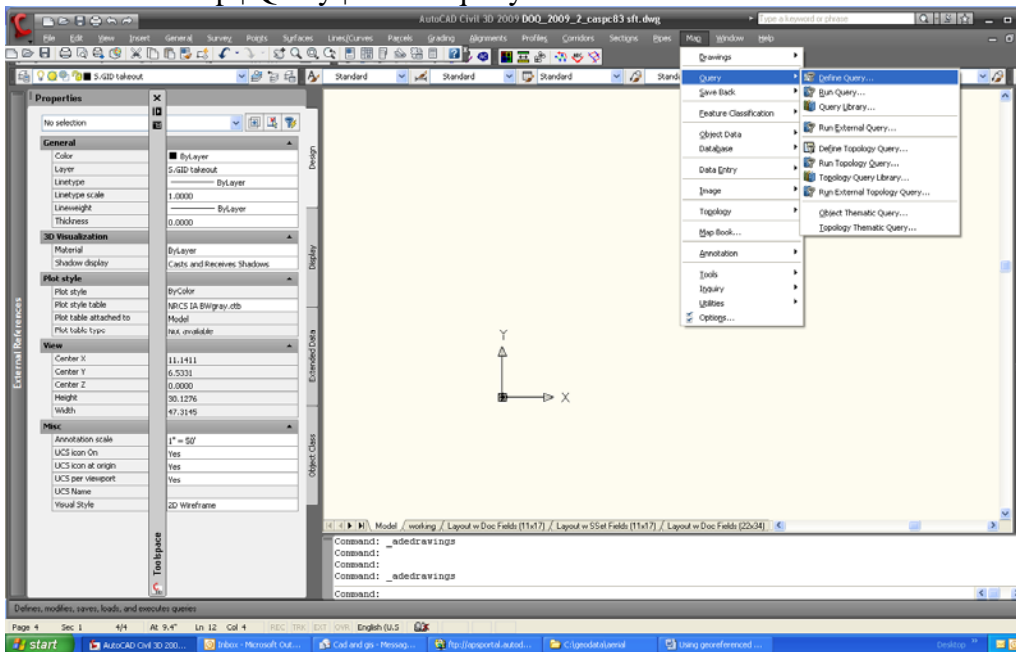 AutoCAD Civil 3D 2009 DOQ_2009_2_caspc83 sft.dwg
Type a keyword or phrase
File Edit View Insert General Survey Points Surfaces Lines/Curves Parcels Grading Alignments Profiles Corridors Sections Pipes Map Window Help
S.GID takeout
Standard Standard Standard
Drawings
Query
Save Back
Feature Classification
Object Data
Database
Data Entry
Image
Topology
Map Book...
Annotation
Tools
Inquiry
Utilities
Options...
Define Query...
Run Query...
Query Library...
Run External Query...
Define Topology Query...
Run Topology Query...
Topology Query Library...
Run External Topology Query...
Object Thematic Query...
Topology Thematic Query...
Properties
No selection
General
Color ByLayer
Layer S.GID takeout
Linetype ByLayer
Linetype scale 1.0000
Lineweight ByLayer
Thickness 0.0000
3D Visualization
Material ByLayer
Shadow display Casts and Receives Shadows
Plot style
Plot style ByColor
Plot style table NRCS IA BWgray.ctb
Plot table attached to Model
Plot table type Not available
View
Center X 11.1411
Center Y 6.5331
Center Z 0.0000
Height 30.1276
Width 47.3145
Misc
Annotation scale 1" = 50'
UCS icon On Yes
UCS icon at origin Yes
UCS per viewport Yes
UCS Name
Visual Style 2D Wireframe
Design
Display
Extended Data
Object Class
External References
Toolspace
Y
X
Model working Layout w Doc Fields (11x17) Layout w SSet Fields (11x17) Layout w Doc Fields (22x34)
Command: _adedrawings
Command:
Command:
Command: _adedrawings
Command:
Defines, modifies, saves, loads, and executes queries
Page 4 Sec 1 4/4 At 9.4" Ln 12 Col 4 REC TRK EXT OVR English (U.S
start AutoCAD Civil 3D 200... Inbox - Microsoft Out... Cad and gis - Messag... ftp://apsportal.autod... C:\geodata\aerial Using georeferenced ... Desktop